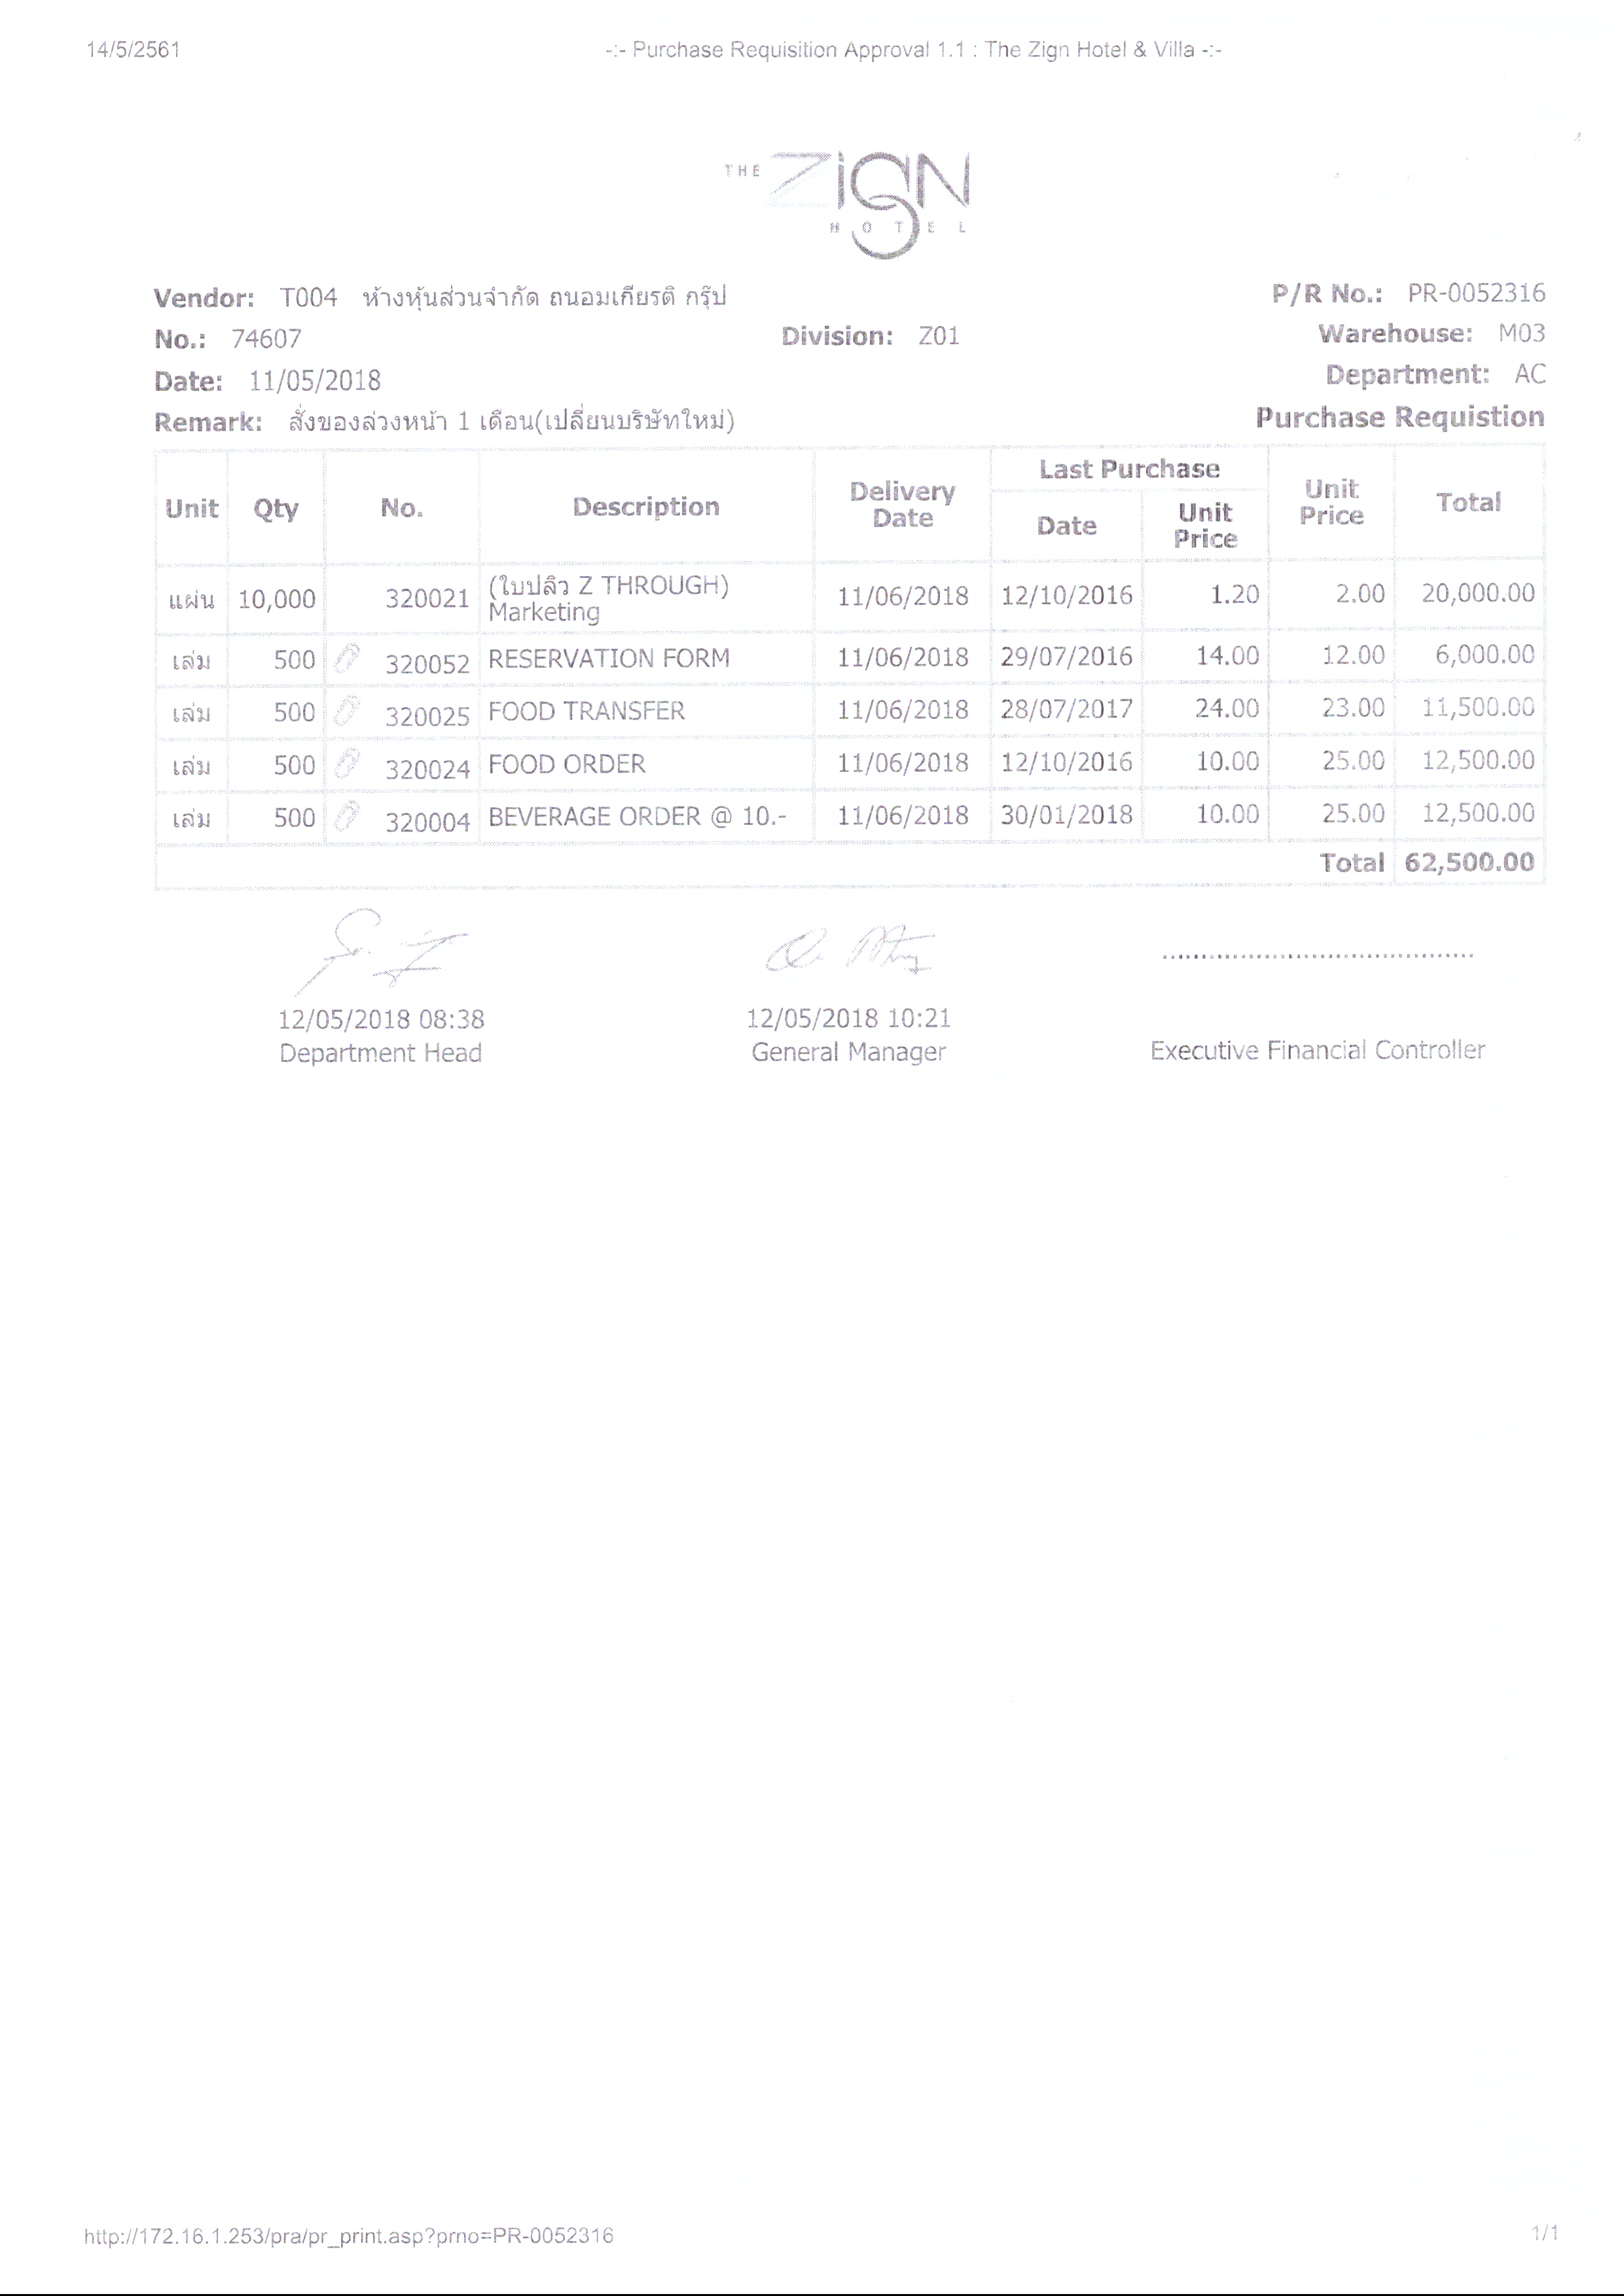 14/5/2561
-:- Purchase Requisition Approval 1.1 : The Zign Hotel & Villa -:-
THE ZIGN
HOTEL
Vendor: T004 ห้างหุ้นส่วนจำกัด ถนอมเกียรติ กรุ๊ป
P/R No.: PR-0052316
No.: 74607
Division: Z01
Warehouse: M03
Date: 11/05/2018
Department: AC
Remark: สั่งของล่วงหน้า 1 เดือน(เปลี่ยนบริษัทใหม่)
Purchase Requistion
Unit Qty No. Description Delivery Date Last Purchase Date Unit Price Unit Price Total
แผ่น 10,000 320021 (ใบปลิว Z THROUGH) Marketing 11/06/2018 12/10/2016 1.20 2.00 20,000.00
เล่ม 500 320052 RESERVATION FORM 11/06/2018 29/07/2016 14.00 12.00 6,000.00
เล่ม 500 320025 FOOD TRANSFER 11/06/2018 28/07/2017 24.00 23.00 11,500.00
เล่ม 500 320024 FOOD ORDER 11/06/2018 12/10/2016 10.00 25.00 12,500.00
เล่ม 500 320004 BEVERAGE ORDER @ 10.- 11/06/2018 30/01/2018 10.00 25.00 12,500.00
Total 62,500.00
12/05/2018 08:38
Department Head
12/05/2018 10:21
General Manager
Executive Financial Controller
http://172.16.1.253/pra/pr_print.asp?prno=PR-0052316
1/1